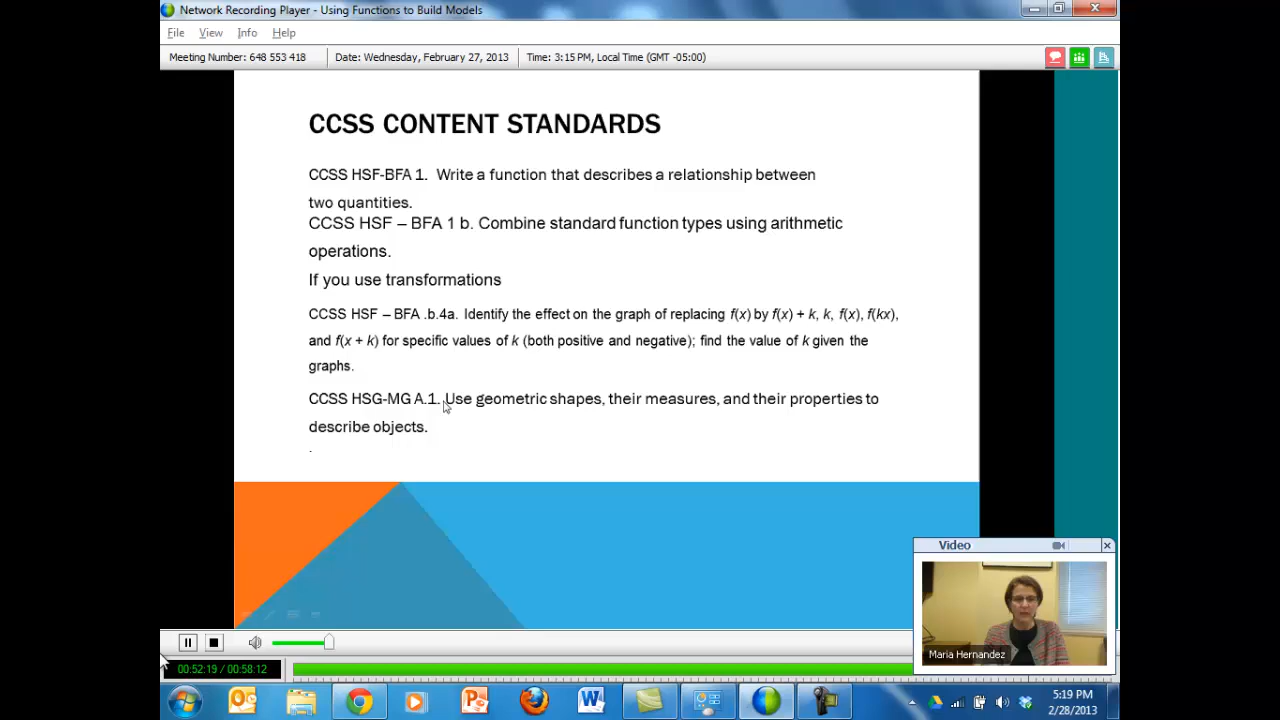 Network Recording Player - Using Functions to Build Models
File View Info Help
Meeting Number: 648 553 418 Date: Wednesday, February 27, 2013 Time: 3:15 PM, Local Time (GMT -05:00)
CCSS CONTENT STANDARDS
CCSS HSF-BFA 1. Write a function that describes a relationship between
two quantities.
CCSS HSF – BFA 1 b. Combine standard function types using arithmetic
operations.
If you use transformations
CCSS HSF – BFA .b.4a. Identify the effect on the graph of replacing f(x) by f(x) + k, k, f(x), f(kx),
and f(x + k) for specific values of k (both positive and negative); find the value of k given the
graphs.
CCSS HSG-MG A.1. Use geometric shapes, their measures, and their properties to
describe objects.
.
Video
Maria Hernandez
00:52:19 / 00:58:12
5:19 PM
2/28/2013